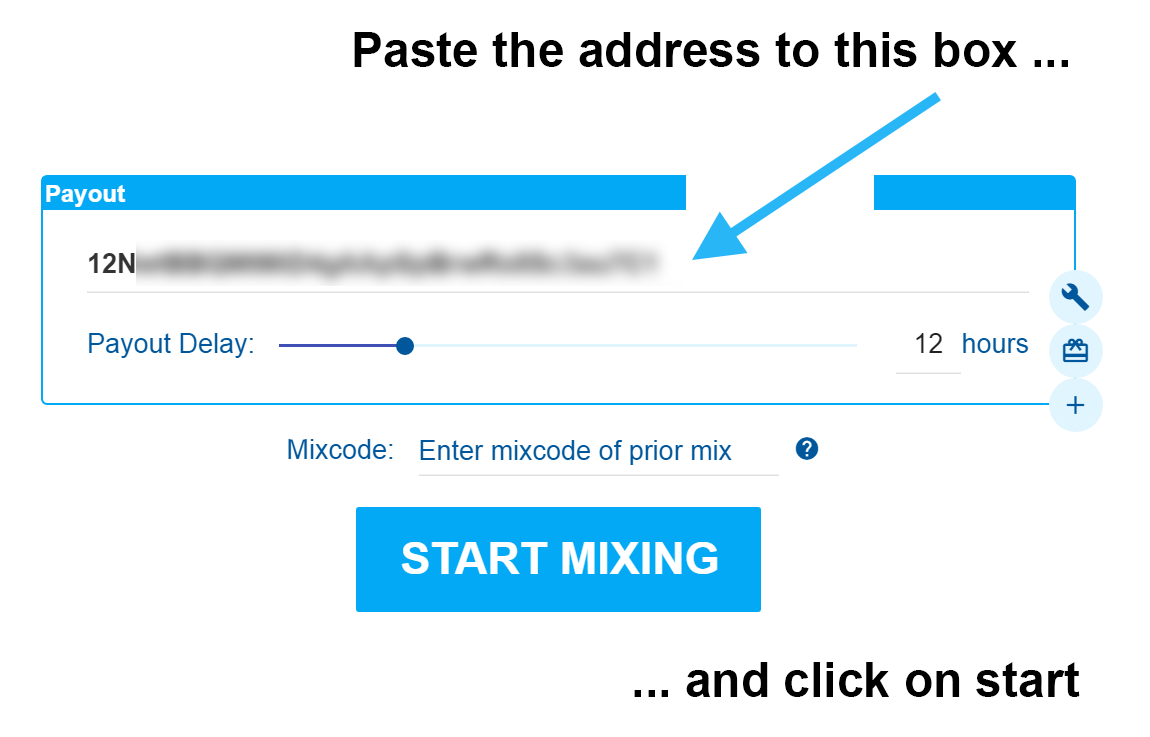 Paste the address to this box ...
Payout
12N
Payout Delay: 12 hours
Mixcode: Enter mixcode of prior mix ?
START MIXING
... and click on start